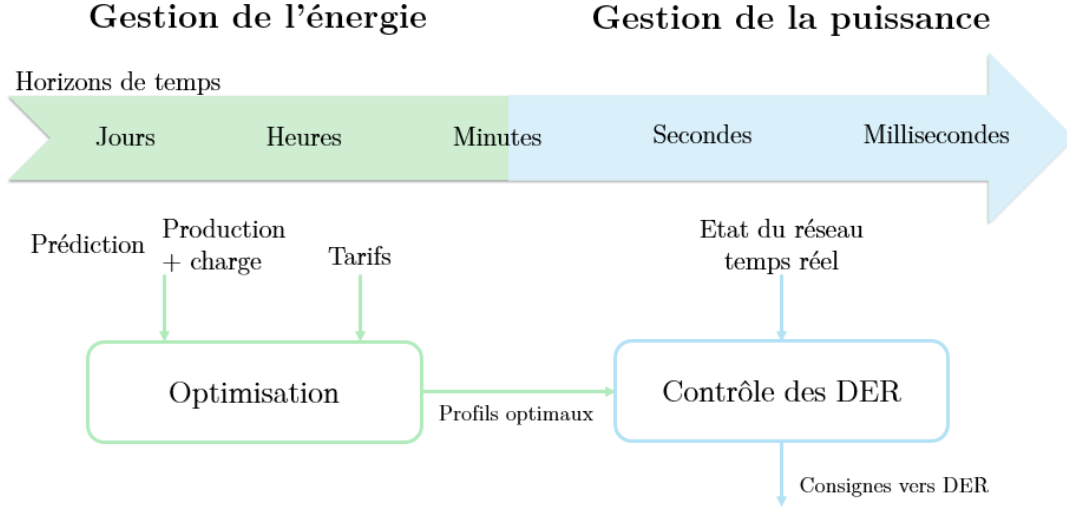 Gestion de l'énergie
Gestion de la puissance
Horizons de temps
Jours
Heures
Minutes
Secondes
Millisecondes
Prédiction
Production
+ charge
Tarifs
Etat du réseau
temps réel
Optimisation
Profils optimaux
Contrôle des DER
Consignes vers DER